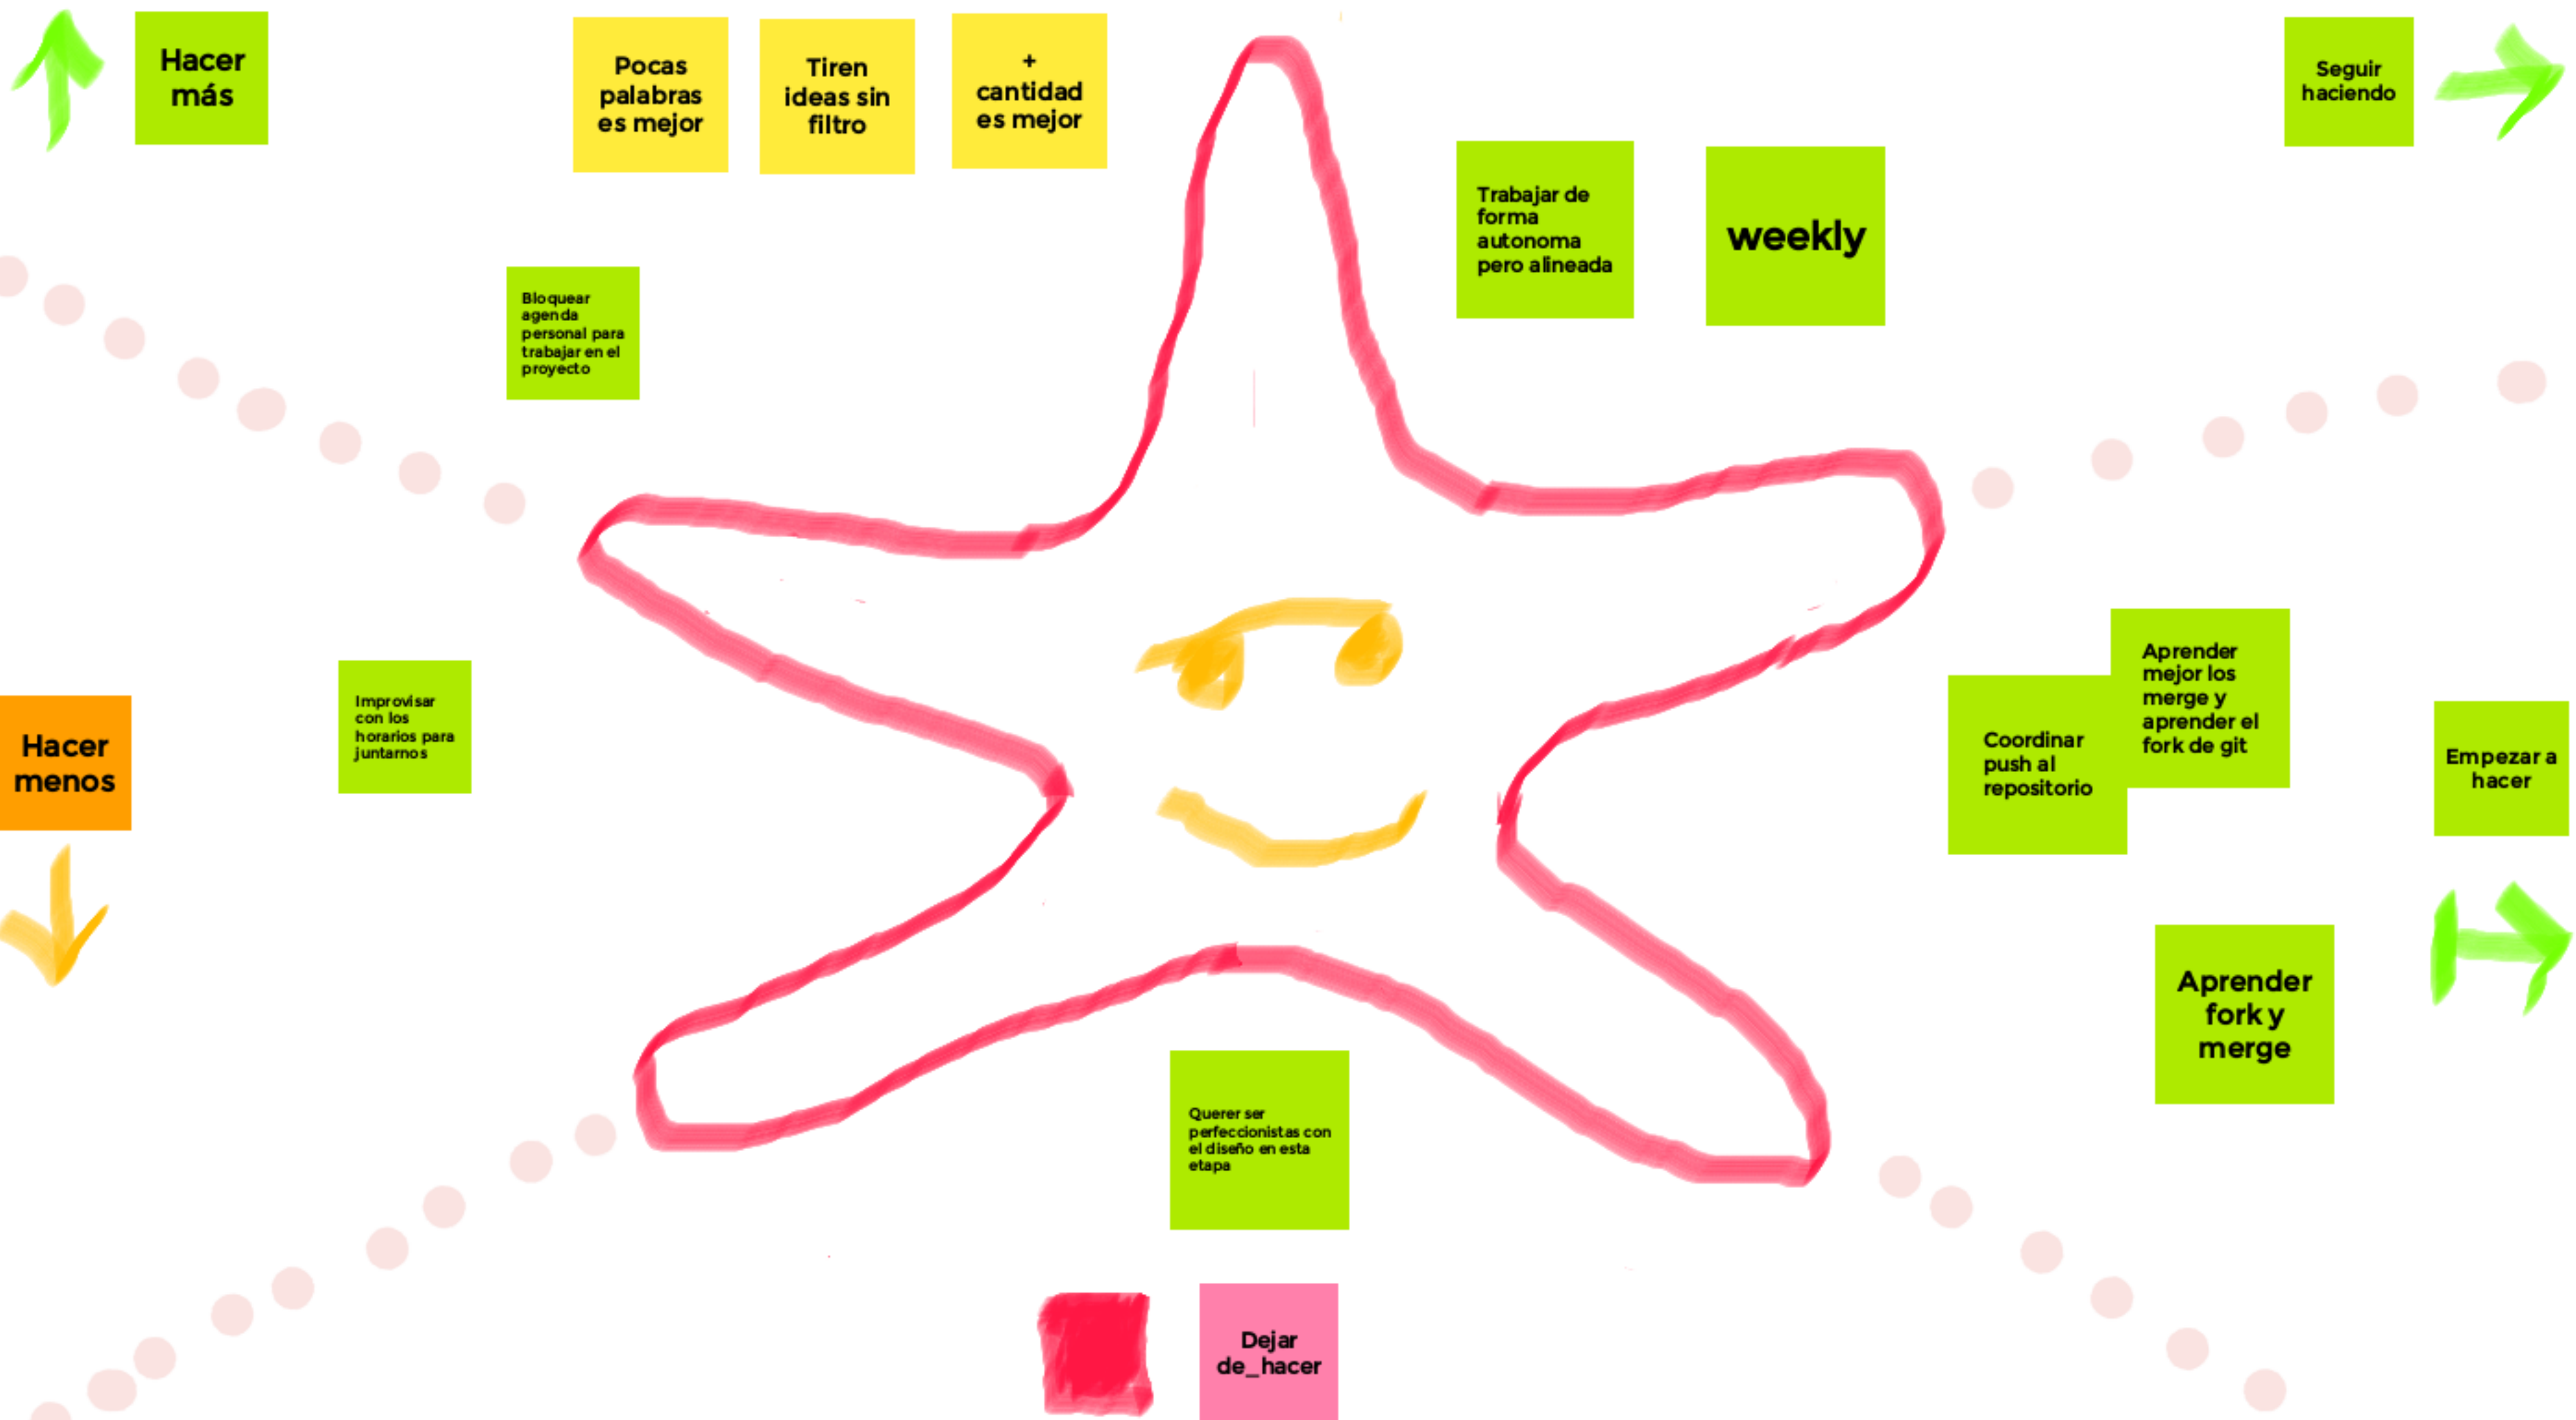 Hacer
más
Pocas
palabras
es mejor
Tiren
ideas sin
filtro
+
cantidad
es mejor
Seguir
haciendo
Trabajar de
forma
autonoma
pero alineada
weekly
Bloquear
agenda
personal para
trabajar en el
proyecto
Hacer
menos
Improvisar
con los
horarios para
juntarnos
Aprender
mejor los
merge y
aprender el
fork de git
Coordinar
push al
repositorio
Empezar a
hacer
Aprender
fork y
merge
Querer ser
perfeccionistas con
el diseño en esta
etapa
Dejar
de_hacer